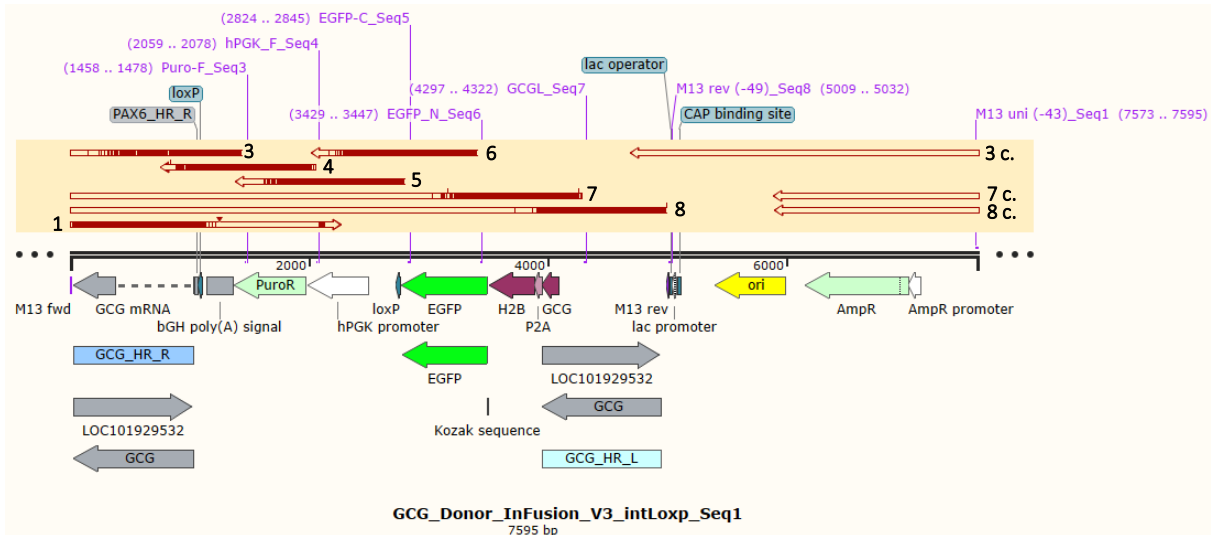 (2824 .. 2845) EGFP-C_Seq5
(2059 .. 2078) hPGK_F_Seq4
lac operator
(1458 .. 1478) Puro-F_Seq3
loxP
(4297 .. 4322) GCGL_Seq7
M13 rev (-49)_Seq8 (5009 .. 5032)
PAX6_HR_R
(3429 .. 3447) EGFP_N_Seq6
CAP binding site
M13 uni (-43)_Seq1 (7573 .. 7595)
3
6
3 c.
4
5
7
7 c.
8
8 c.
1
2000
4000
6000
PuroR
EGFP
ori
AmpR
M13 fwd
GCG mRNA
loxP
EGFP
H2B
GCG
M13 rev
AmpR promoter
bGH poly(A) signal
hPGK promoter
P2A
lac promoter
GCG_HR_R
EGFP
LOC101929532
LOC101929532
GCG
Kozak sequence
GCG
GCG_HR_L
GCG_Donor_InFusion_V3_intLoxp_Seq1
7595 bp